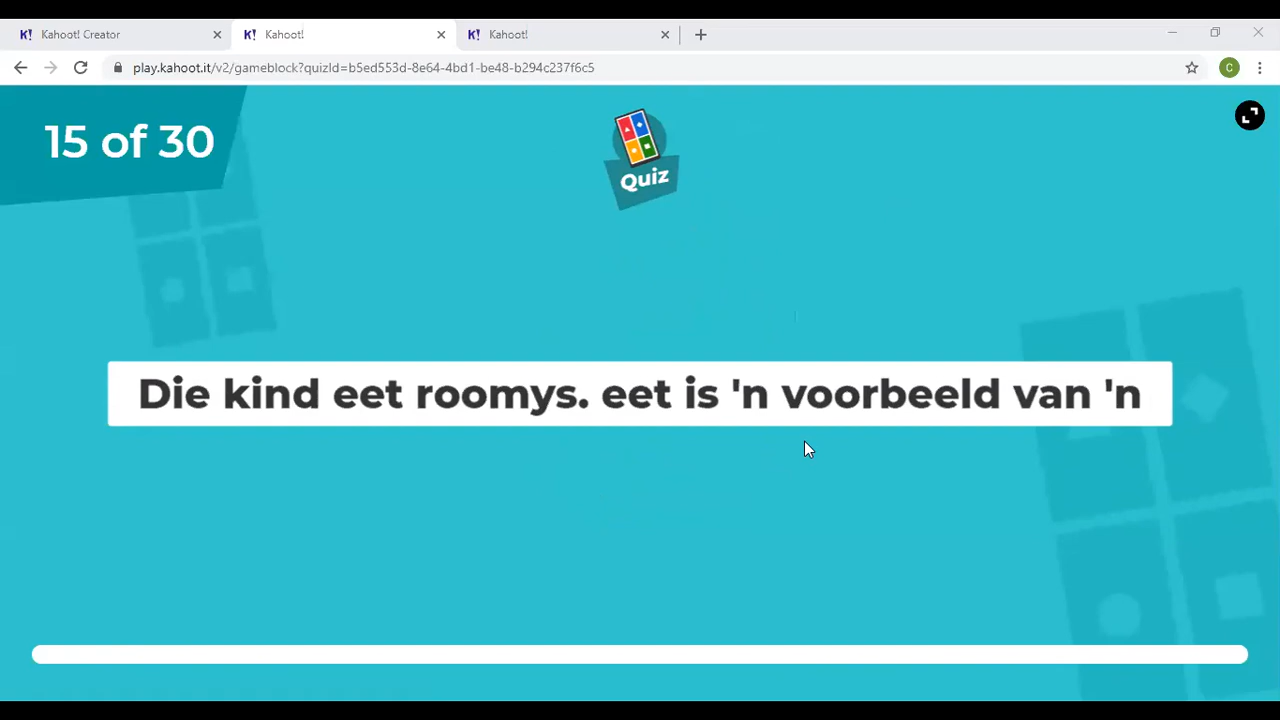 K! Kahoot! Creator
K! Kahoot!
K! Kahoot!
play.kahoot.it/v2/gameblock?quizId=b5ed553d-8e64-4bd1-be48-b294c237f6c5
C
15 of 30
Quiz
Die kind eet roomys. eet is 'n voorbeeld van 'n